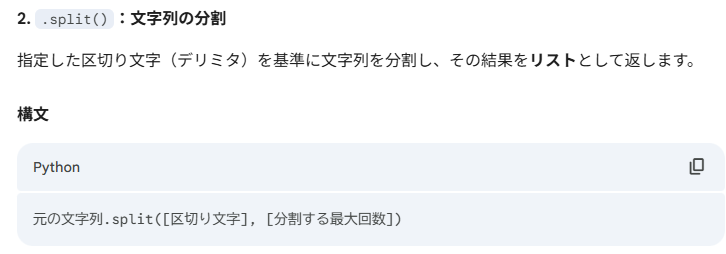 2. .split() ：文字列の分割
指定した区切り文字（デリミタ）を基準に文字列を分割し、その結果をリストとして返します。
構文
Python
元の文字列.split([区切り文字], [分割する最大回数])